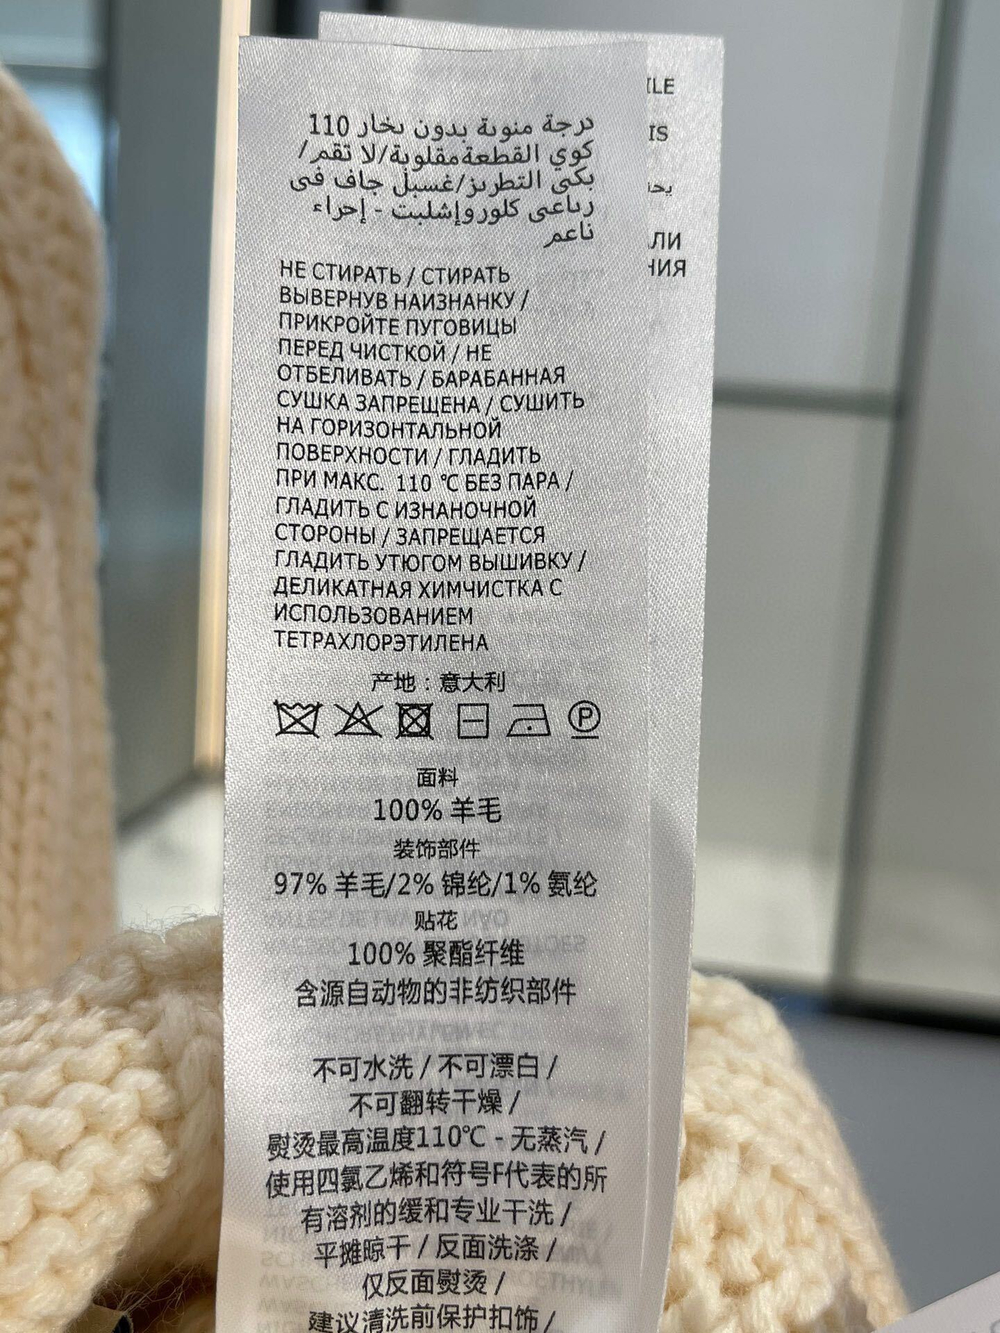 110 درجة مئوية بدون بخار
كوي القطعة مقلوبة/لا تقم/
بكي التطريز/غسيل جاف في
رباعي كلورواشليت - إجراء
ناعم
НЕ СТИРАТЬ / СТИРАТЬ
ВЫВЕРНУВ НАИЗНАНКУ /
ПРИКРОЙТЕ ПУГОВИЦЫ
ПЕРЕД ЧИСТКОЙ / НЕ
ОТБЕЛИВАТЬ / БАРАБАННАЯ
СУШКА ЗАПРЕЩЕНА / СУШИТЬ
НА ГОРИЗОНТАЛЬНОЙ
ПОВЕРХНОСТИ / ГЛАДИТЬ
ПРИ МАКС. 110 ℃ БЕЗ ПАРА /
ГЛАДИТЬ С ИЗНАНОЧНОЙ
СТОРОНЫ / ЗАПРЕЩАЕТСЯ
ГЛАДИТЬ УТЮГОМ ВЫШИВКУ /
ДЕЛИКАТНАЯ ХИМЧИСТКА С
ИСПОЛЬЗОВАНИЕМ
ТЕТРАХЛОРЭТИЛЕНА
产地：意大利
P
面料
100% 羊毛
装饰部件
97% 羊毛/2% 锦纶/1% 氨纶
贴花
100% 聚酯纤维
含源自动物的非纺织部件
不可水洗 / 不可漂白 /
不可翻转干燥 /
熨烫最高温度110℃ - 无蒸汽 /
使用四氯乙烯和符号F代表的所
有溶剂的缓和专业干洗 /
平摊晾干 / 反面洗涤 /
仅反面熨烫 /
建议清洗前保护扣饰 /